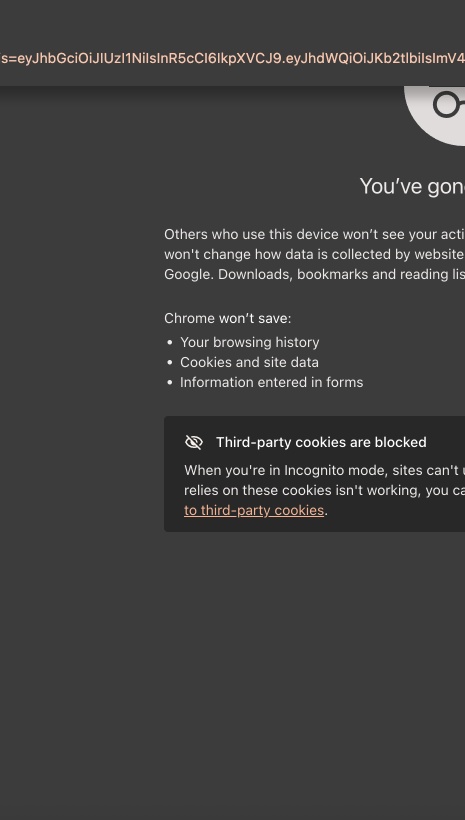 s=eyJhbGciOiJIUzI1NiIsInR5cCI6IkpXVCJ9.eyJhdWQiOiJKb2tlbiIsImV4
You've gon
Others who use this device won't see your acti
won't change how data is collected by website
Google. Downloads, bookmarks and reading lis
Chrome won't save:
• Your browsing history
• Cookies and site data
• Information entered in forms
Third-party cookies are blocked
When you're in Incognito mode, sites can't u
relies on these cookies isn't working, you ca
to third-party cookies.